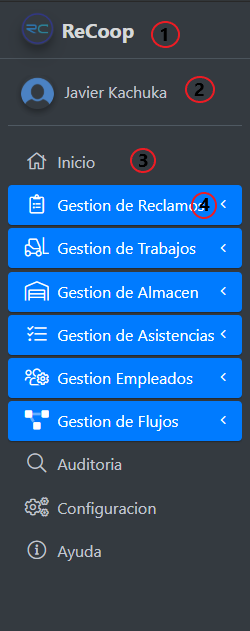 RC ReCoop 1
Javier Kachuka 2
Inicio 3
Gestion de Reclamos 4
Gestion de Trabajos
Gestion de Almacen
Gestion de Asistencias
Gestion Empleados
Gestion de Flujos
Auditoria
Configuracion
Ayuda